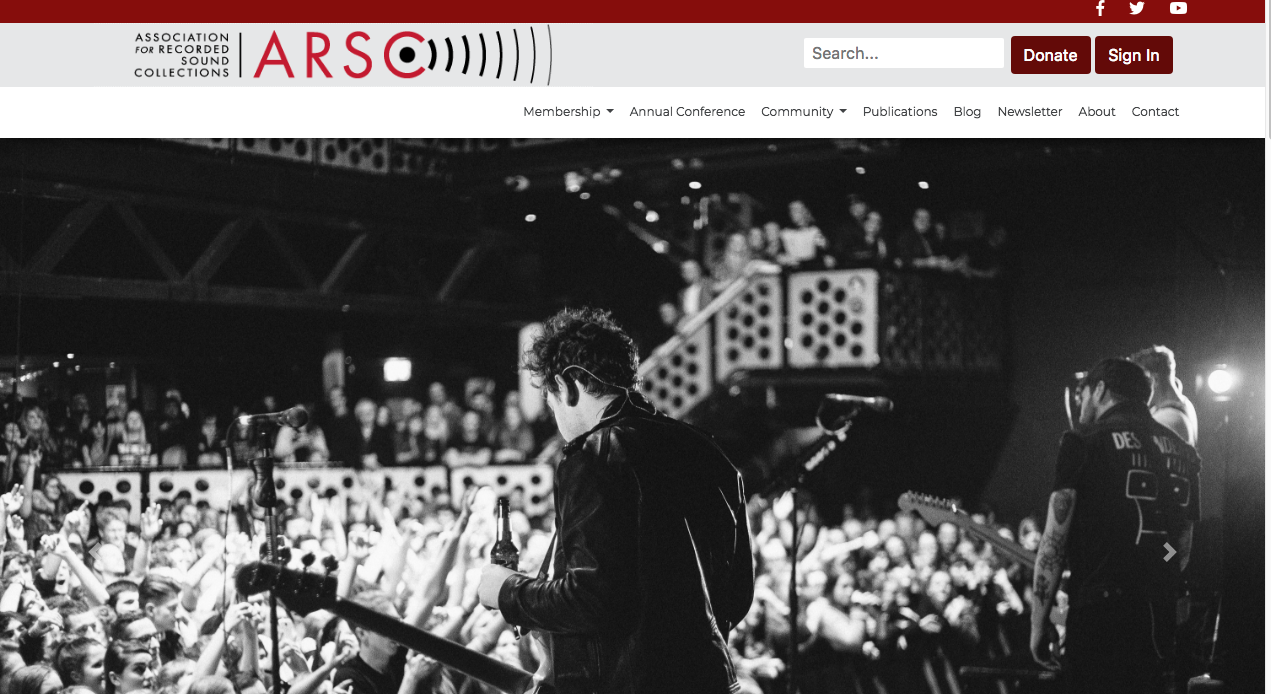 ASSOCIATION
FOR RECORDED
SOUND
COLLECTIONS
ARSC
Search...
Donate
Sign In
Membership
Annual Conference
Community
Publications
Blog
Newsletter
About
Contact